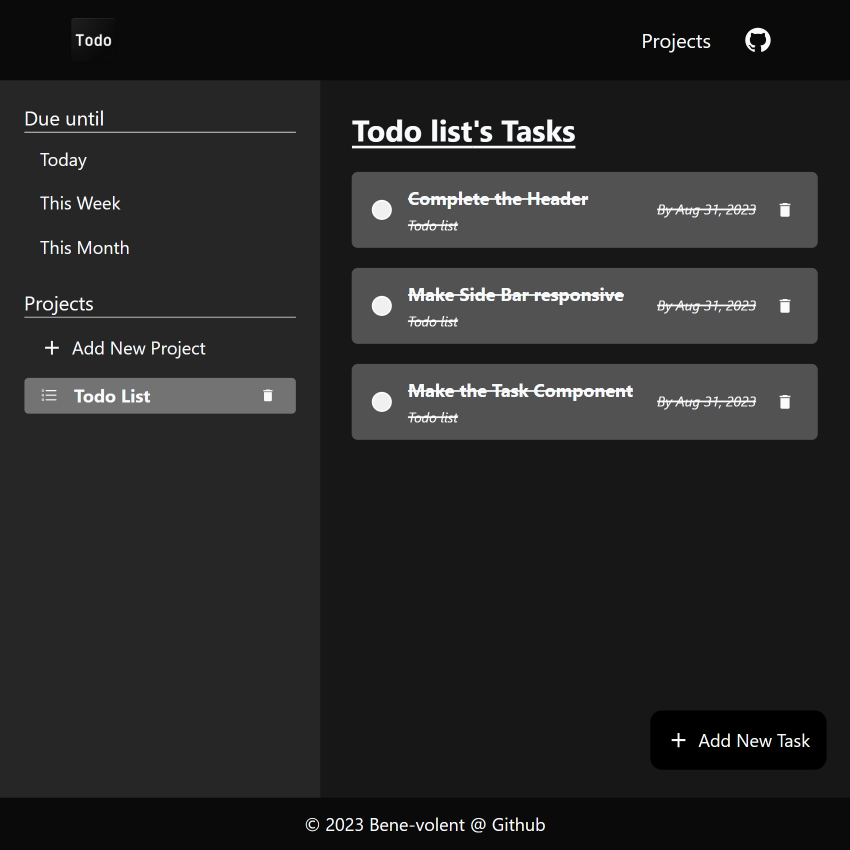 Todo
Projects
Due until
Today
This Week
This Month
Projects
Add New Project
Todo List
Todo list's Tasks
Complete the Header
Todo list
By Aug 31, 2023
Make Side Bar responsive
Todo list
By Aug 31, 2023
Make the Task Component
Todo list
By Aug 31, 2023
Add New Task
© 2023 Bene-volent @ Github